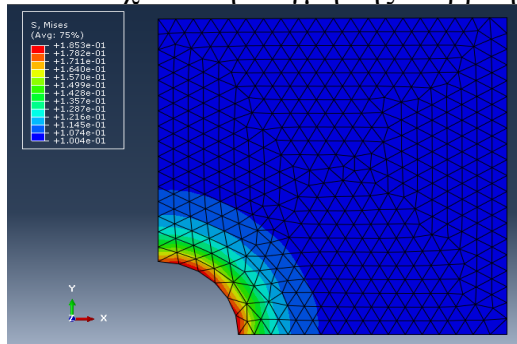 S, Mises
(Avg: 75%)
+1.853e-01
+1.782e-01
+1.711e-01
+1.640e-01
+1.570e-01
+1.499e-01
+1.428e-01
+1.357e-01
+1.287e-01
+1.216e-01
+1.145e-01
+1.074e-01
+1.004e-01
Y
Z
X